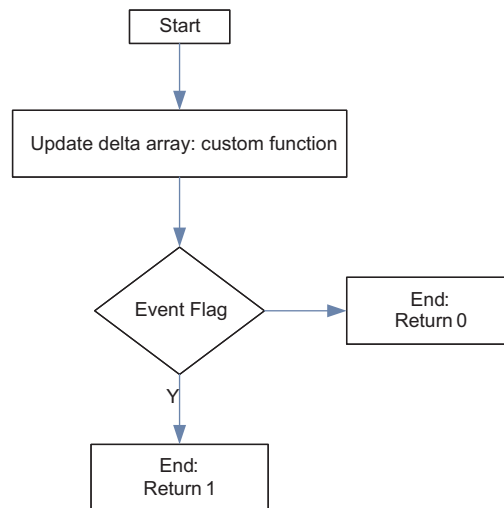 Start
Update delta array: custom function
Event Flag
End:
Return 0
Y
End:
Return 1